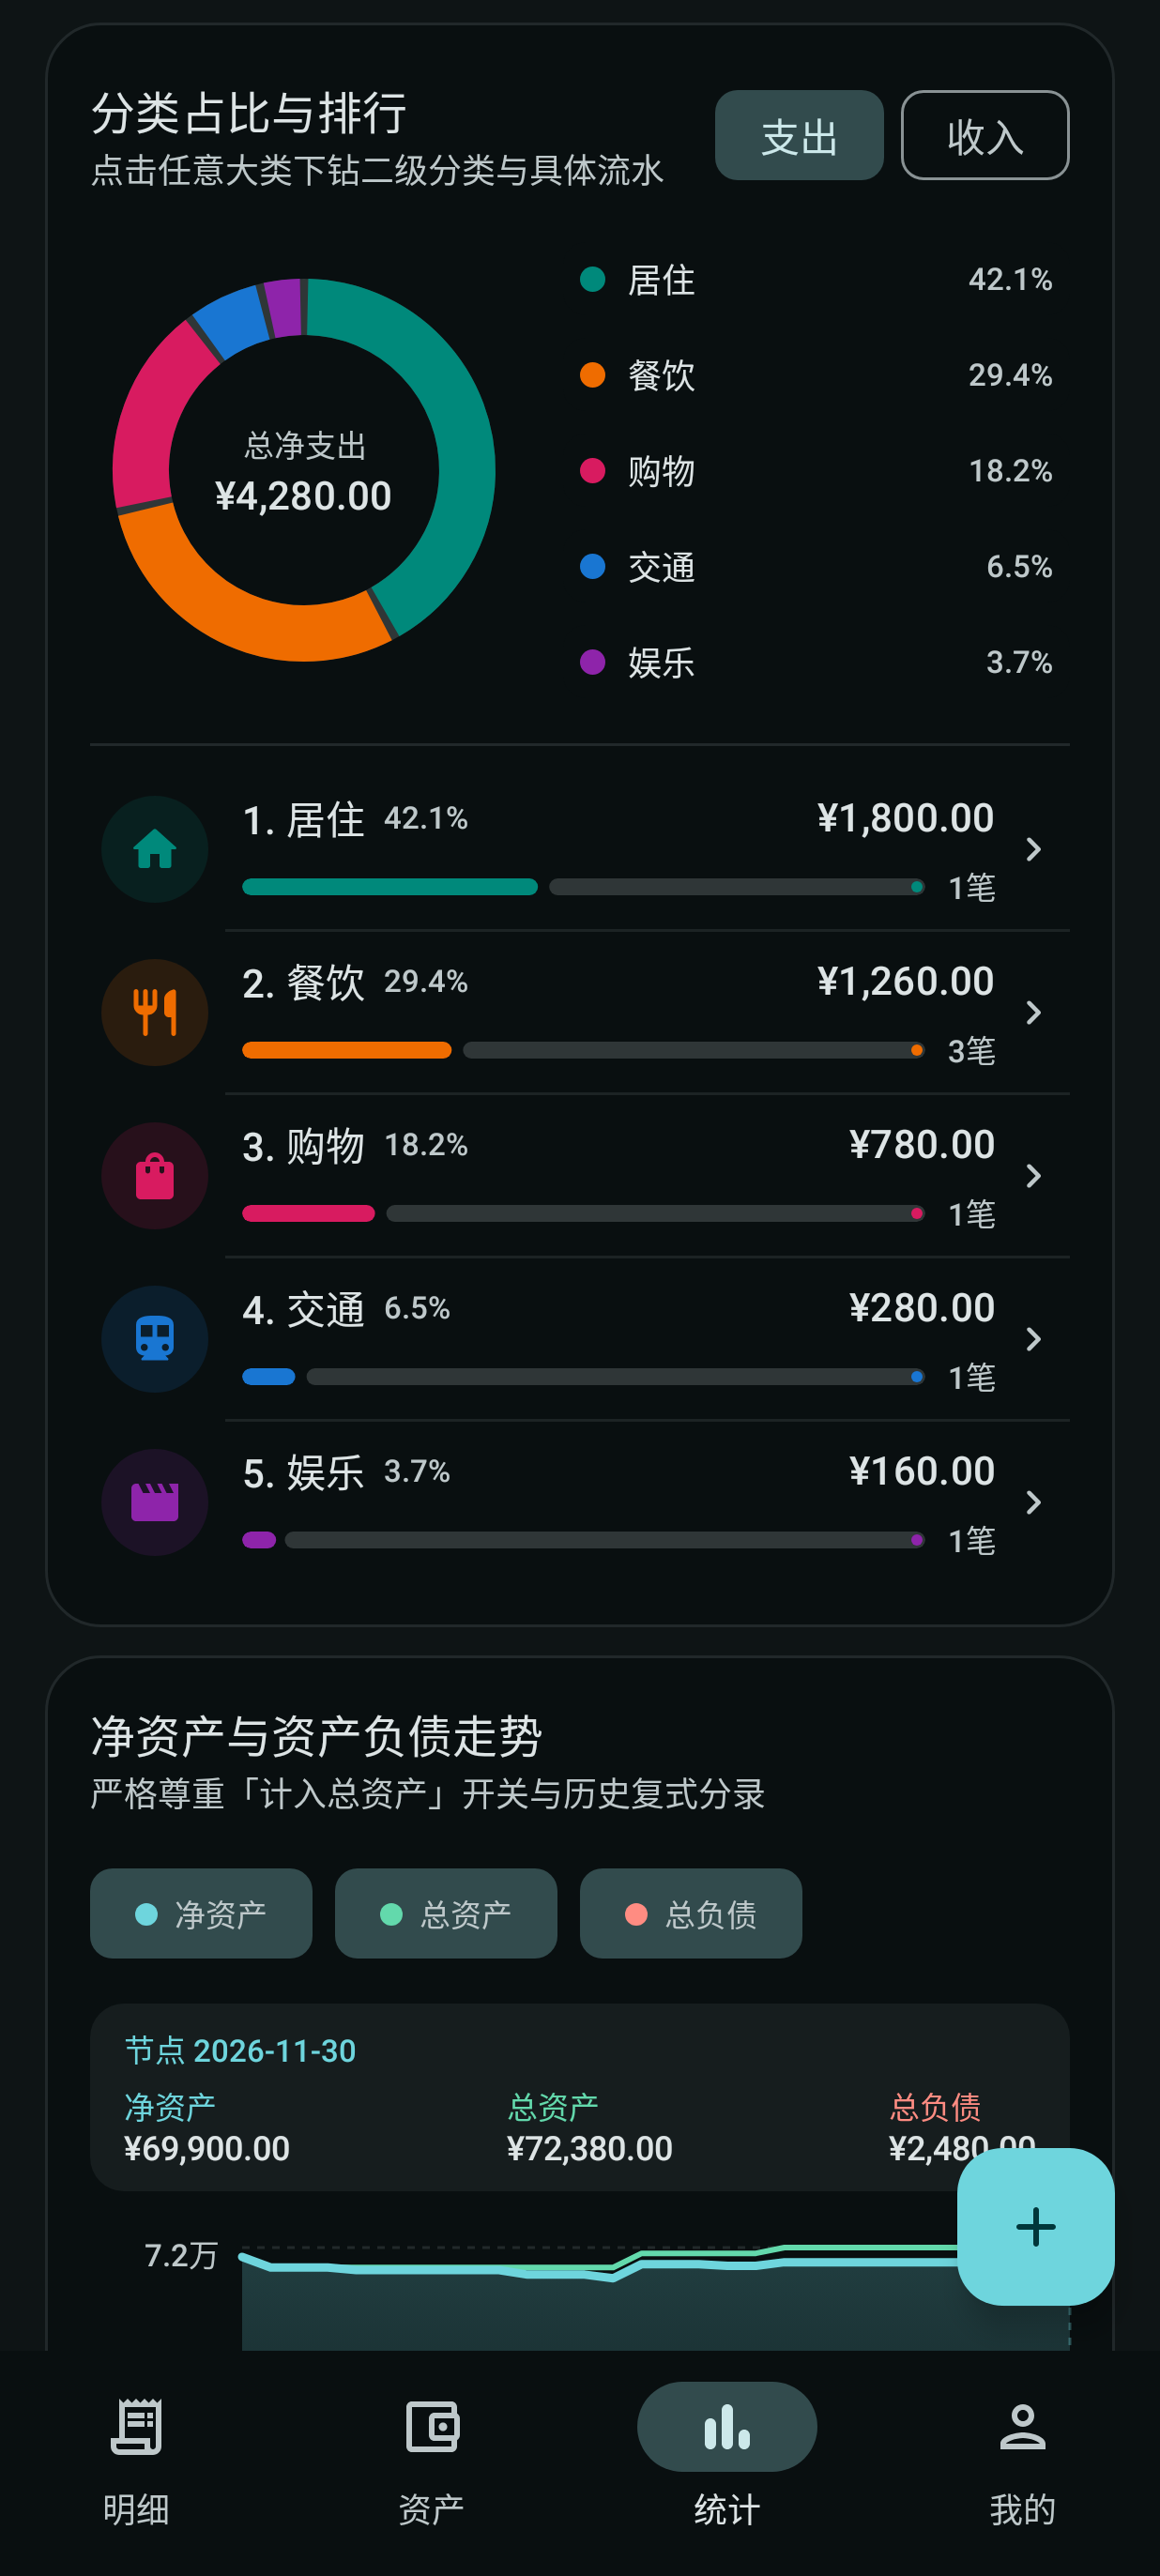 分类占比与排行
点击任意大类下钻二级分类与具体流水
支出
收入
总净支出
¥4,280.00
居住 42.1%
餐饮 29.4%
购物 18.2%
交通 6.5%
娱乐 3.7%
1. 居住 42.1% ¥1,800.00
1笔
2. 餐饮 29.4% ¥1,260.00
3笔
3. 购物 18.2% ¥780.00
1笔
4. 交通 6.5% ¥280.00
1笔
5. 娱乐 3.7% ¥160.00
1笔
净资产与资产负债走势
严格尊重「计入总资产」开关与历史复式分录
净资产
总资产
总负债
节点 2026-11-30
净资产 总资产 总负债
¥69,900.00 ¥72,380.00 ¥2,480.00
7.2万
明细 资产 统计 我的